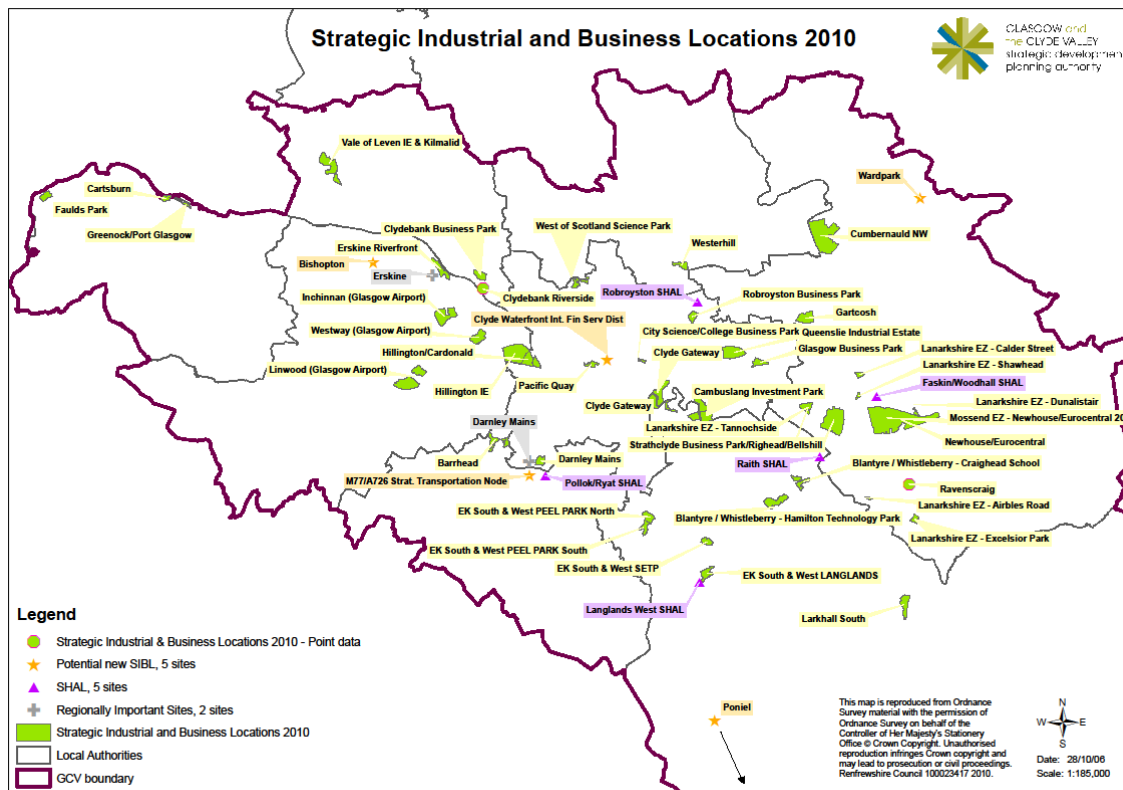 Strategic Industrial and Business Locations 2010
GLASGOW and
the CLYDE VALLEY
strategic development
planning authority
Vale of Leven IE & Kilmalid
Wardpark
Cartsburn
Faulds Park
Greenock/Port Glasgow
Clydebank Business Park
West of Scotland Science Park
Cumbernauld NW
Erskine Riverfront
Westerhill
Bishopton
Erskine
Robroyston SHAL
Clydebank Riverside
Robroyston Business Park
Inchinnan (Glasgow Airport)
Gartcosh
Clyde Waterfront Int. Fin Serv Dist
Westway (Glasgow Airport)
City Science/College Business Park
Queenslie Industrial Estate
Hillington/Cardonald
Clyde Gateway
Glasgow Business Park
Lanarkshire EZ - Calder Street
Linwood (Glasgow Airport)
Lanarkshire EZ - Shawhead
Hillington IE
Pacific Quay
Cambuslang Investment Park
Faskin/Woodhall SHAL
Clyde Gateway
Lanarkshire EZ - Dunalistair
Darnley Mains
Lanarkshire EZ - Tannochside
Mossend EZ - Newhouse/Eurocentral 20
Strathclyde Business Park/Righead/Bellshill
Newhouse/Eurocentral
Barrhead
Darnley Mains
Raith SHAL
Blantyre / Whistleberry - Craighead School
M77/A726 Strat. Transportation Node
Pollok/Ryat SHAL
Ravenscraig
Lanarkshire EZ - Airbles Road
EK South & West PEEL PARK North
Blantyre / Whistleberry - Hamilton Technology Park
Lanarkshire EZ - Excelsior Park
EK South & West PEEL PARK South
EK South & West SETP
EK South & West LANGLANDS
Langlands West SHAL
Larkhall South
Legend
Strategic Industrial & Business Locations 2010 - Point data
Potential new SIBL, 5 sites
SHAL, 5 sites
Regionally Important Sites, 2 sites
Strategic Industrial and Business Locations 2010
Local Authorities
GCV boundary
Poniel
This map is reproduced from Ordnance
Survey material with the permission of
Ordnance Survey on behalf of the
Controller of Her Majesty's Stationery
Office © Crown Copyright. Unauthorised
reproduction infringes Crown copyright and
may lead to prosecution or civil proceedings.
Renfrewshire Council 100023417 2010.
N
W E
S
Date: 28/10/06
Scale: 1:185,000